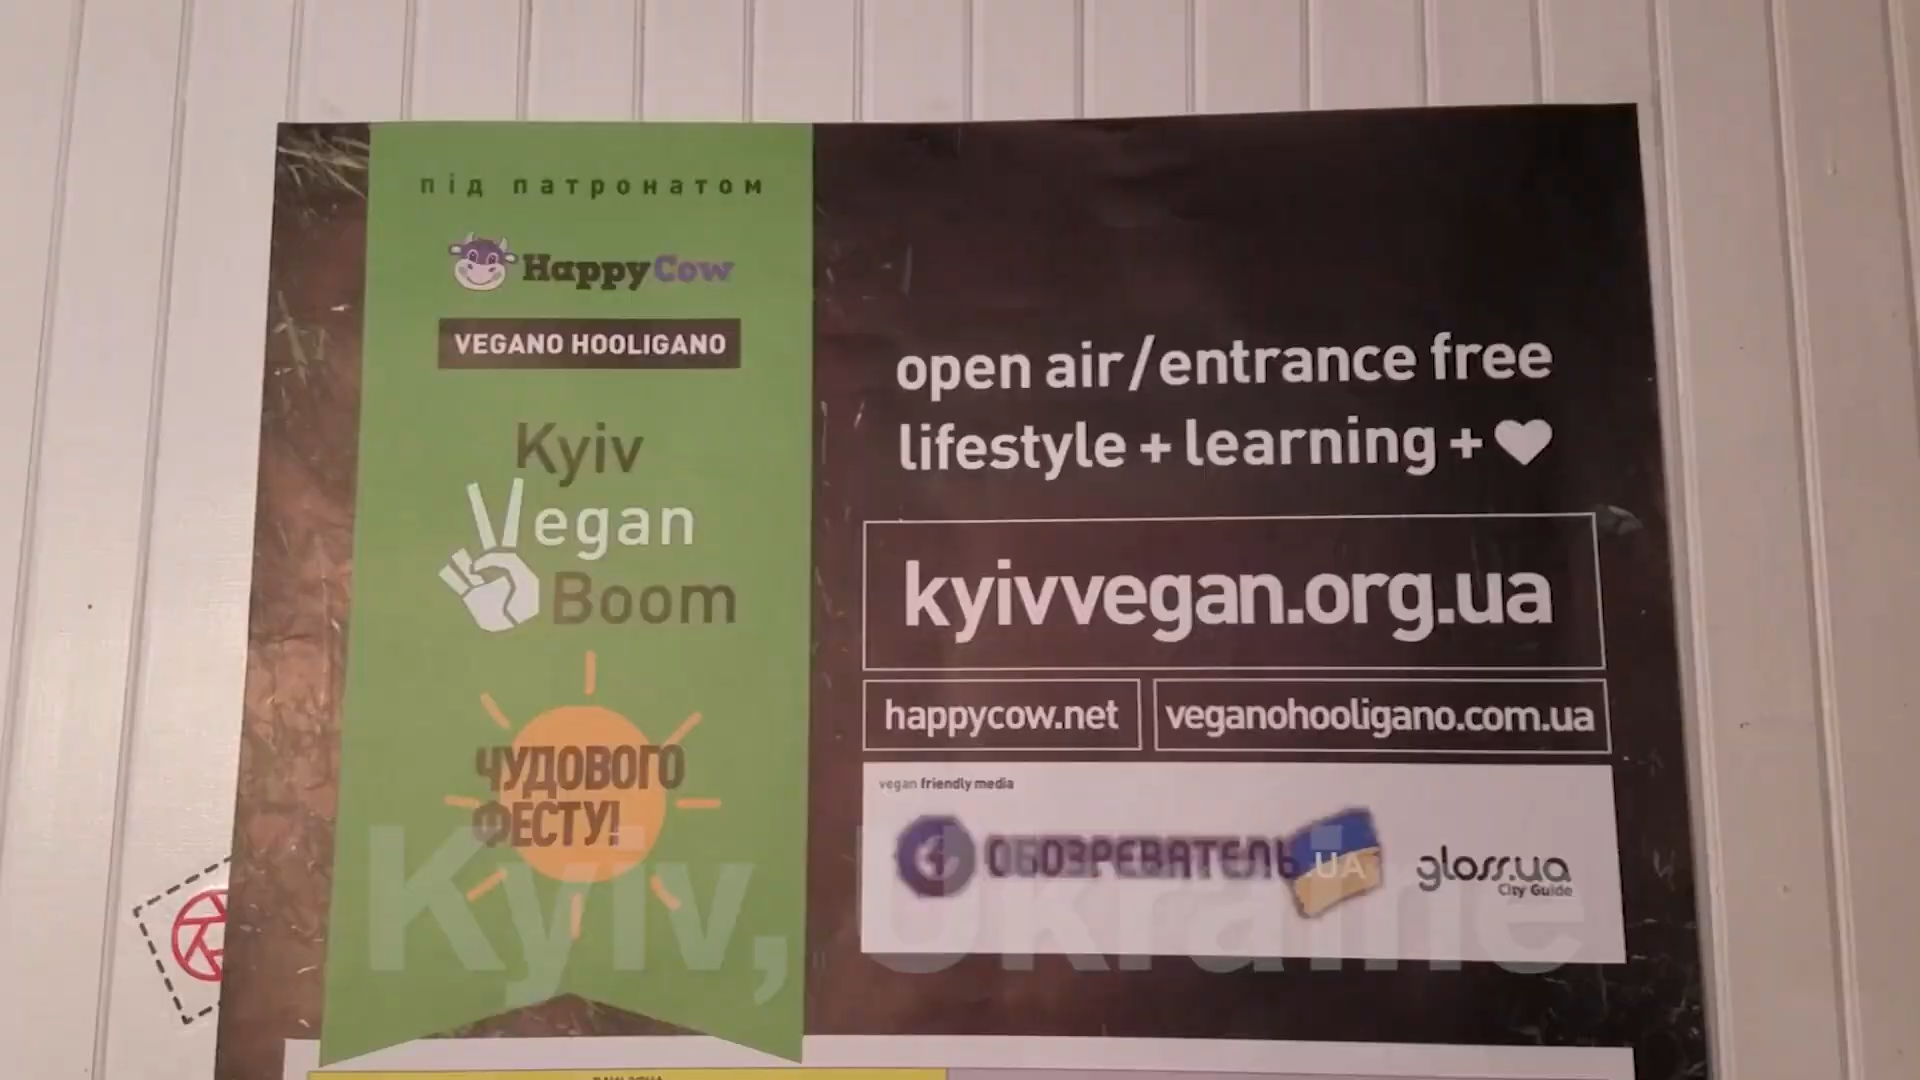 під патронатом
HappyCow
VEGANO HOOLIGANO
Kyiv
Vegan
Boom
ЧУДОВОГО
ФЕСТУ!
open air/entrance free
lifestyle + learning + ♥
kyivvegan.org.ua
happycow.net
veganohooligano.com.ua
vegan friendly media
ОБОЗРЕВАТЕЛЬ.UA
gloss.ua
City Guide
Kyiv, Ukraine